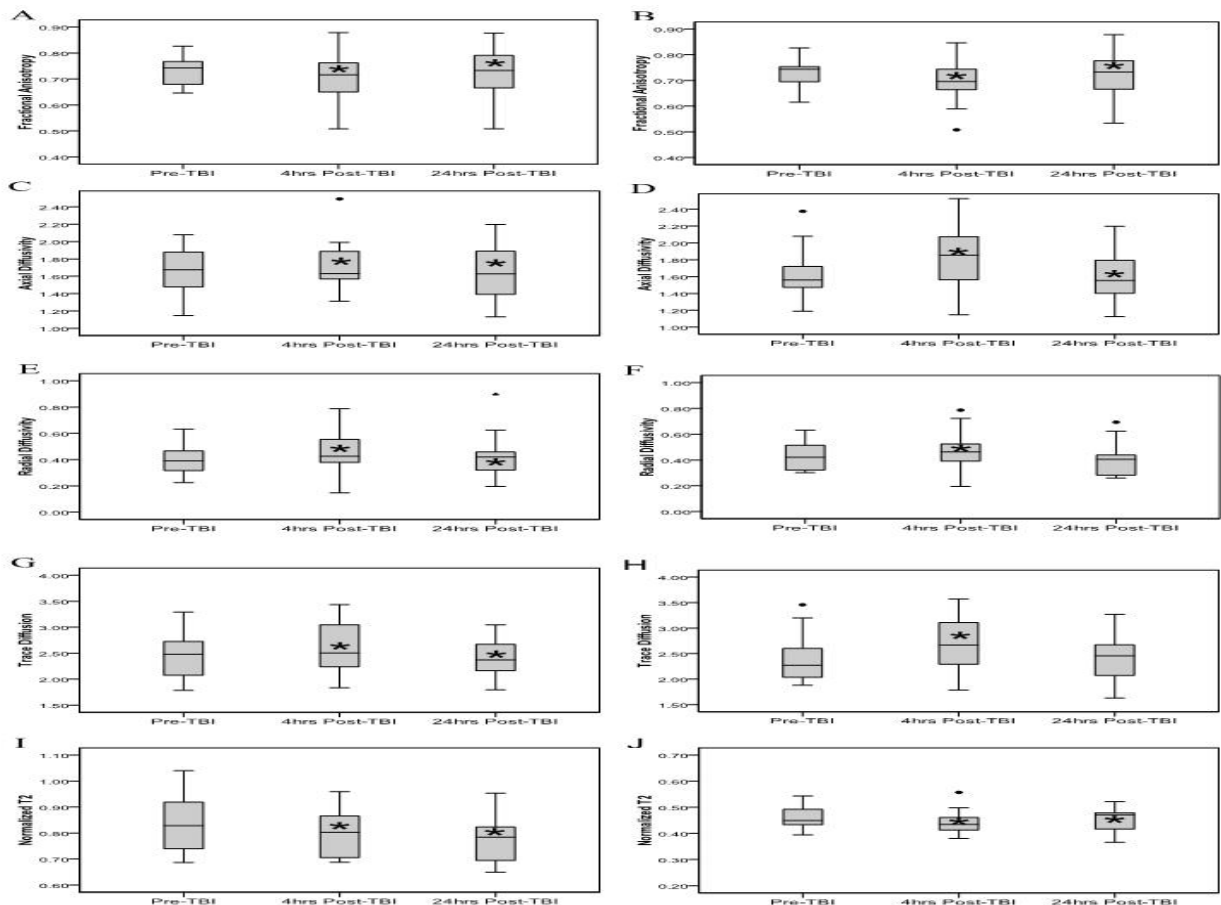 A
Fractional Anisotropy
0.90
0.80
0.70
0.60
0.50
0.40
Pre-TBI 4hrs Post-TBI 24hrs Post-TBI
B
Fractional Anisotropy
0.90
0.80
0.70
0.60
0.50
0.40
Pre-TBI 4hrs Post-TBI 24hrs Post-TBI
C
Axial Diffusivity
2.40
2.20
2.00
1.80
1.60
1.40
1.20
1.00
Pre-TBI 4hrs Post-TBI 24hrs Post-TBI
D
Axial Diffusivity
2.40
2.20
2.00
1.80
1.60
1.40
1.20
1.00
Pre-TBI 4hrs Post-TBI 24hrs Post-TBI
E
Radial Diffusivity
1.00
0.80
0.60
0.40
0.20
0.00
Pre-TBI 4hrs Post-TBI 24hrs Post-TBI
F
Radial Diffusivity
1.00
0.80
0.60
0.40
0.20
0.00
Pre-TBI 4hrs Post-TBI 24hrs Post-TBI
G
Trace Diffusion
4.00
3.50
3.00
2.50
2.00
1.50
Pre-TBI 4hrs Post-TBI 24hrs Post-TBI
H
Trace Diffusion
4.00
3.50
3.00
2.50
2.00
1.50
Pre-TBI 4hrs Post-TBI 24hrs Post-TBI
I
Normalized T2
1.10
1.00
0.90
0.80
0.70
0.60
Pre-TBI 4hrs Post-TBI 24hrs Post-TBI
J
Normalized T2
0.70
0.60
0.50
0.40
0.30
0.20
Pre-TBI 4hrs Post-TBI 24hrs Post-TBI